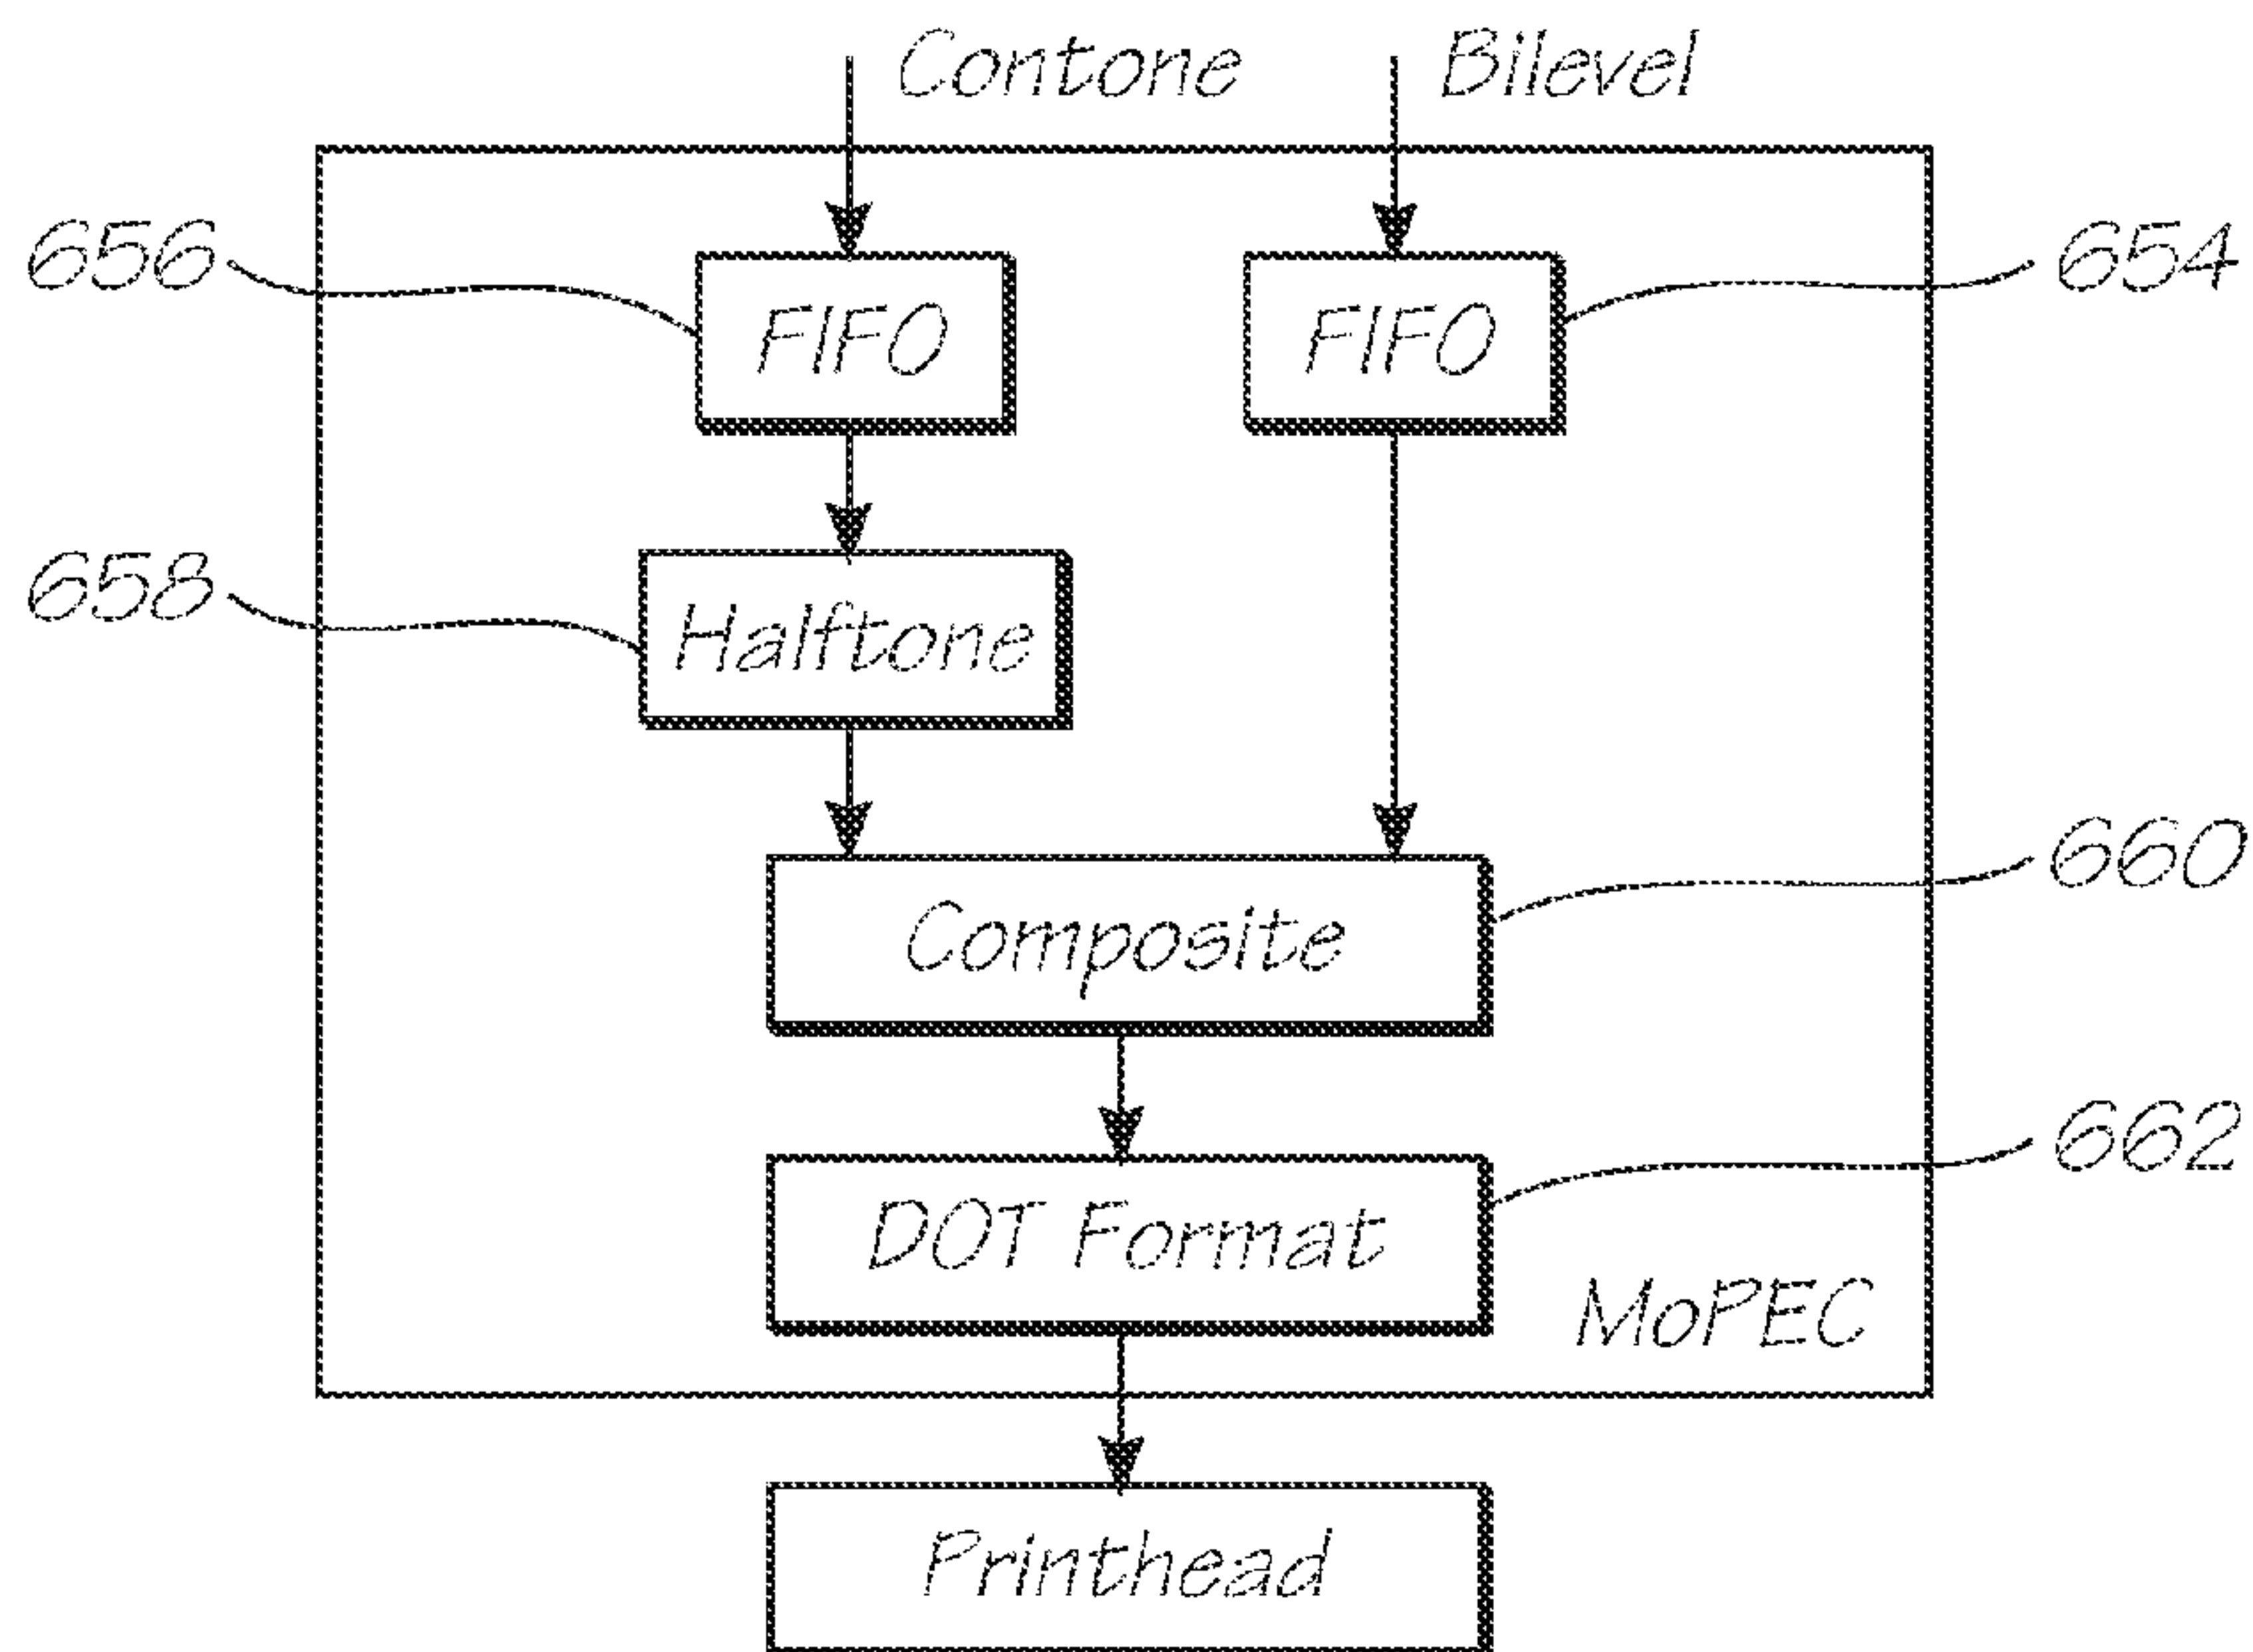 Contone
Bilevel
656
FIFO
FIFO
654
658
Halftone
660
Composite
662
DOT Format
MoPEC
Printhead